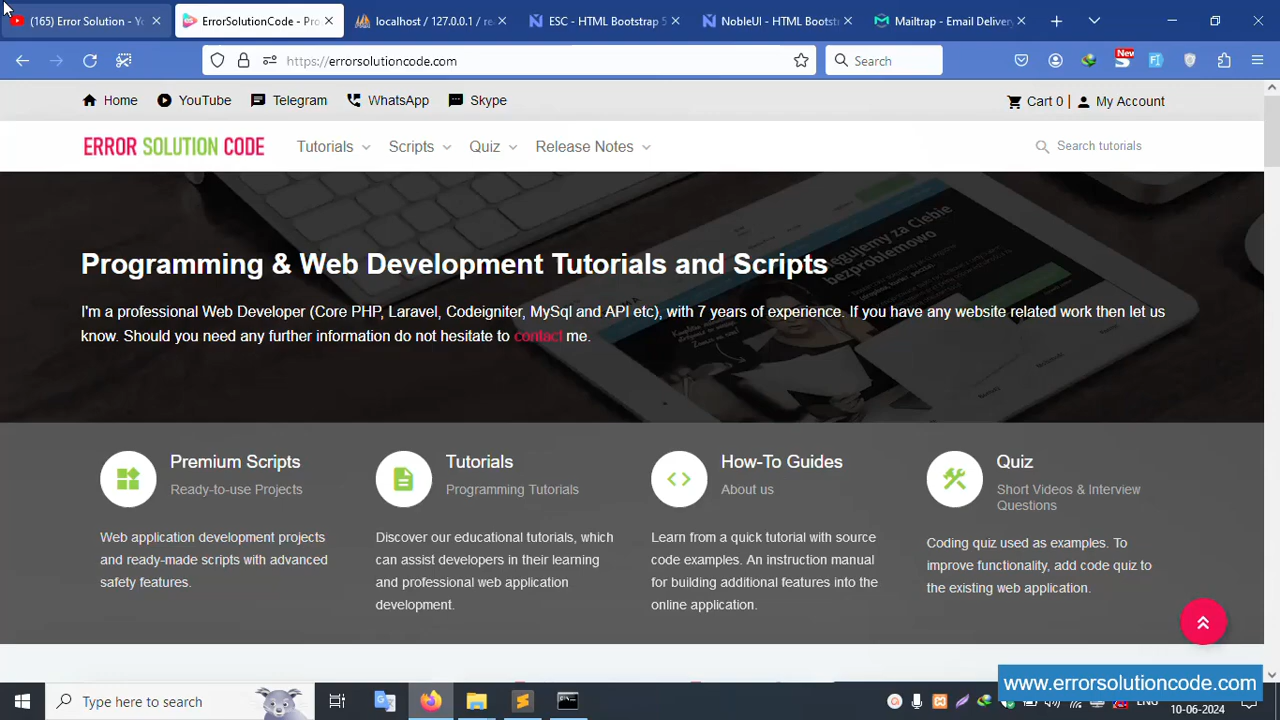 (165) Error Solution - Yo
ErrorSolutionCode - Pro
localhost / 127.0.0.1 / re
ESC - HTML Bootstrap 5
NobleUI - HTML Bootstr
Mailtrap - Email Delivery
https://errorsolutioncode.com
Search
New
Home
YouTube
Telegram
WhatsApp
Skype
Cart 0 |
My Account
ERROR SOLUTION CODE
Tutorials
Scripts
Quiz
Release Notes
Search tutorials
Programming & Web Development Tutorials and Scripts
I'm a professional Web Developer (Core PHP, Laravel, Codeigniter, MySql and API etc), with 7 years of experience. If you have any website related work then let us
know. Should you need any further information do not hesitate to contact me.
Premium Scripts
Ready-to-use Projects
Web application development projects
and ready-made scripts with advanced
safety features.
Tutorials
Programming Tutorials
Discover our educational tutorials, which
can assist developers in their learning
and professional web application
development.
How-To Guides
About us
Learn from a quick tutorial with source
code examples. An instruction manual
for building additional features into the
online application.
Quiz
Short Videos & Interview
Questions
Coding quiz used as examples. To
improve functionality, add code quiz to
the existing web application.
www.errorsolutioncode.com
Type here to search
ENG
10-06-2024